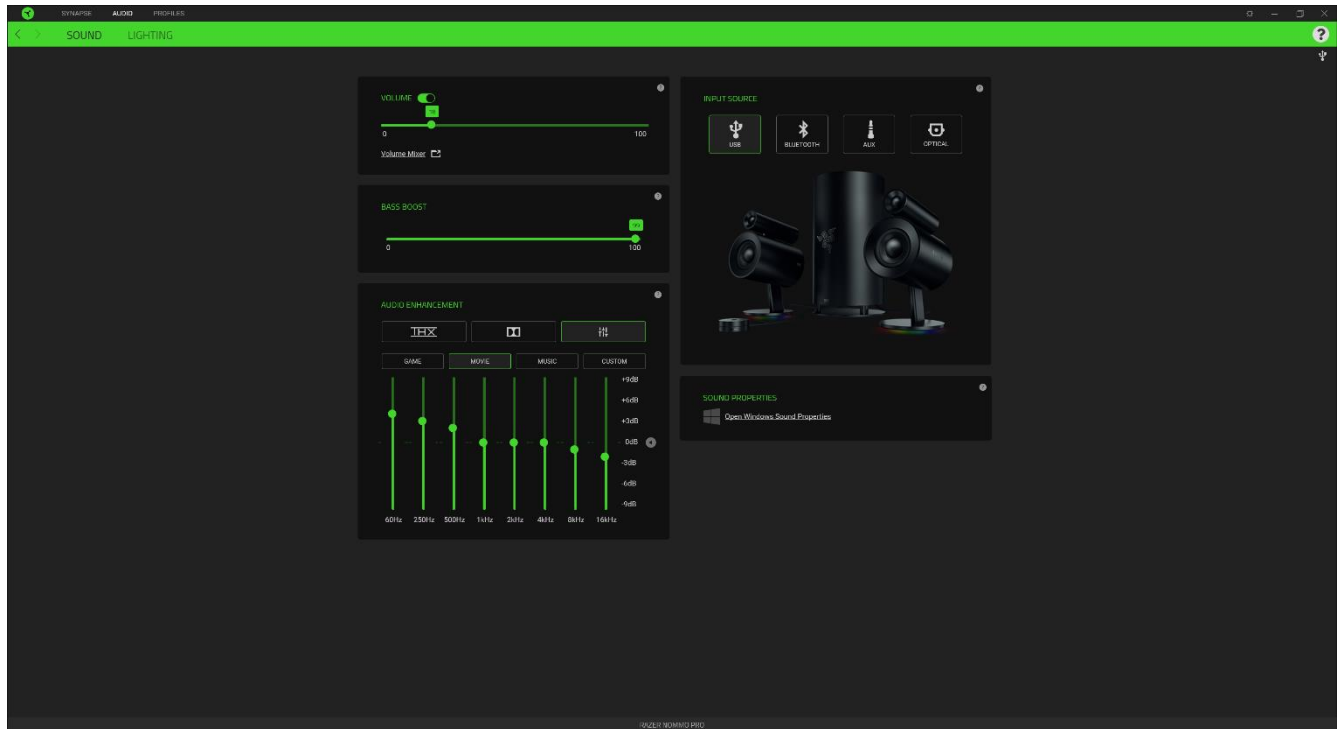 SYNAPSE AUDIO PROFILES
SOUND LIGHTING
?
VOLUME
0 100
Volume Mixer
BASS BOOST
0 100
AUDIO ENHANCEMENT
THX
GAME MOVIE MUSIC CUSTOM
+9dB
+6dB
+3dB
0dB
-3dB
-6dB
-9dB
60Hz 250Hz 500Hz 1kHz 2kHz 4kHz 8kHz 16kHz
INPUT SOURCE
USB BLUETOOTH AUX OPTICAL
SOUND PROPERTIES
Open Windows Sound Properties
RAZER NOMMO PRO